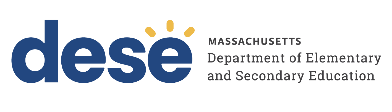 dese
MASSACHUSETTS
Department of Elementary
and Secondary Education